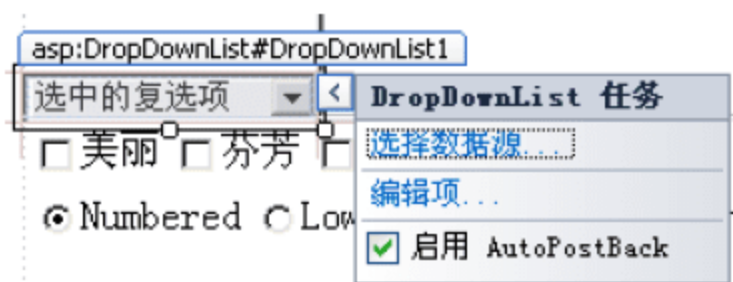 asp:DropDownList#DropDownList1
选中的复选项
DropDownList 任务
美丽 芬芳
选择数据源...
编辑项...
Numbered Low
启用 AutoPostBack